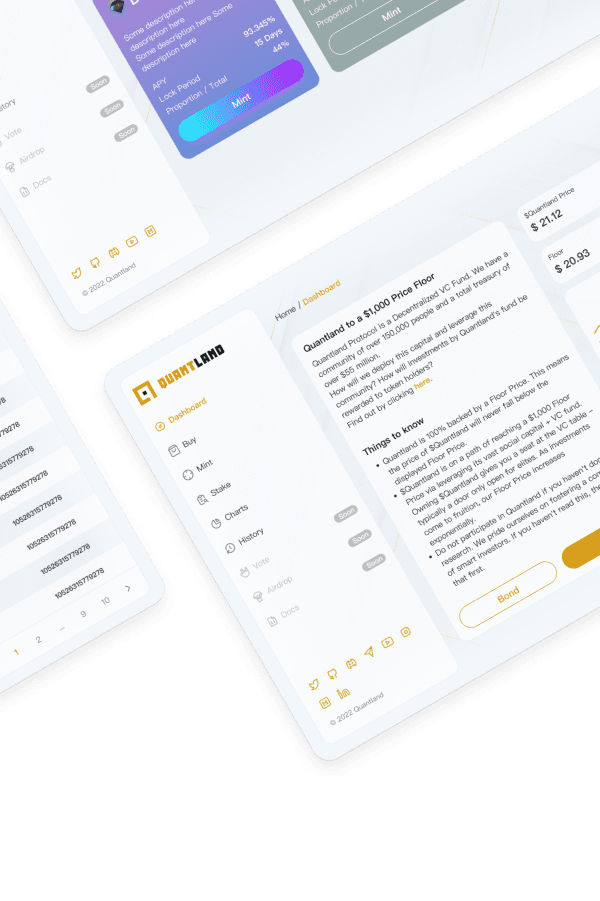 Some description here
description here
Some description here Some
description here
APY 93.345%
Lock Period 15 Days
Proportion / Total 44%
Mint
Lock Pe
Proportion / Tot
Mint
Vote Soon
Airdrop Soon
Docs Soon
© 2022 Quantland
10526315779278
10526315779278
10526315779278
10526315779278
10526315779278
10526315779278
1 2 ... 9 10 >
QUANTLAND
Dashboard
Buy
Mint
Stake
Charts
History
Vote Soon
Airdrop Soon
Docs Soon
© 2022 Quantland
Home / Dashboard
Quantland to a $1,000 Price Floor
Quantland Protocol is a Decentralized VC Fund. We have a
community of over 150,000 people and a total treasury of
over $55 million.
How will we deploy this capital and leverage this
community? How will investments by Quantland's fund be
rewarded to token holders?
Find out by clicking here.
Things to know
• Quantland is 100% backed by a Floor Price. This means
the price of $Quantland will never fall below the
displayed Floor Price.
• $Quantland is on a path of reaching a $1,000 Floor
Price via leveraging its vast social capital + VC fund.
Owning $Quantland gives you a seat at the VC table –
typically a door only open for elites. As investments
come to fruition, our Floor Price increases
exponentially.
• Do not participate in Quantland if you haven't don
research. We pride ourselves on fostering a com
of smart investors. If you haven't read this, the
that first.
Bond
$Quantland Price
$ 21.12
Floor
$ 20.93